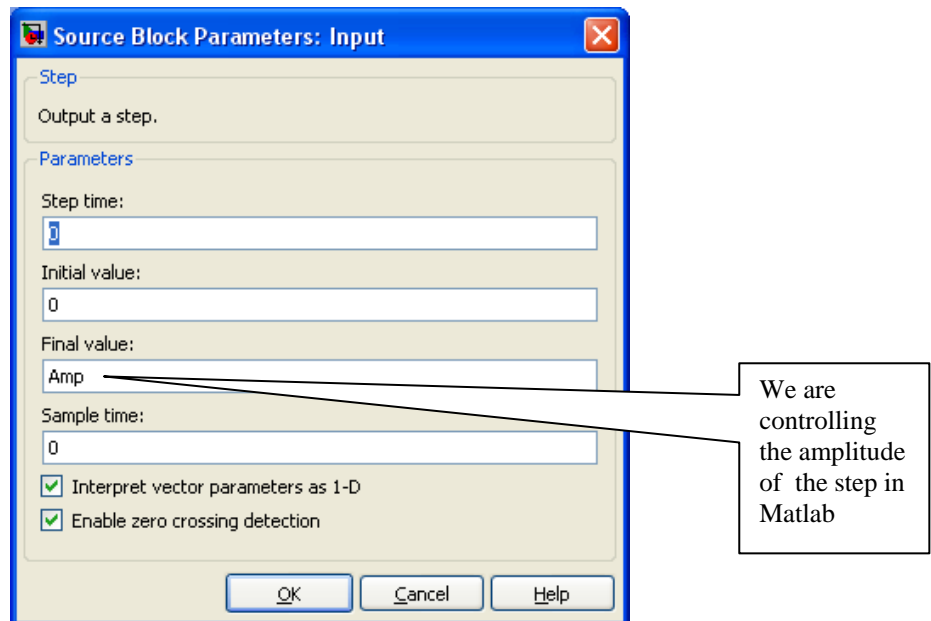 Source Block Parameters: Input
Step
Output a step.
Parameters
Step time:
0
Initial value:
0
Final value:
Amp
Sample time:
0
Interpret vector parameters as 1-D
Enable zero crossing detection
OK Cancel Help
We are
controlling
the amplitude
of the step in
Matlab